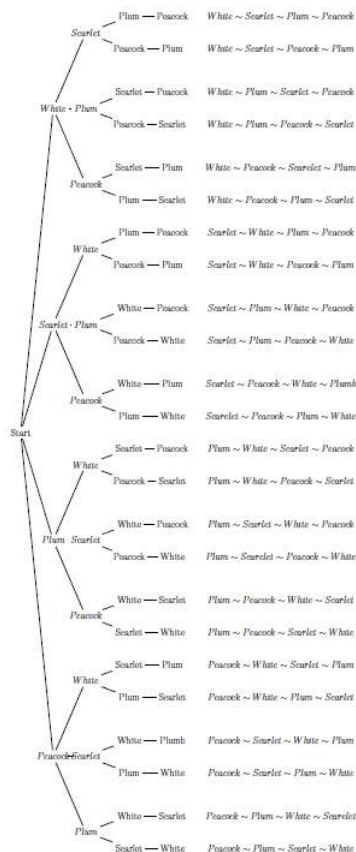 Plum — Peacock White ~ Scarlet ~ Plum ~ Peacock
Scarlet
Peacock — Plum White ~ Scarlet ~ Peacock ~ Plum
Scarlet — Peacock White ~ Plum ~ Scarlet ~ Peacock
White · Plum
Peacock — Scarlet White ~ Plum ~ Peacock ~ Scarlet
Scarlet — Plum White ~ Peacock ~ Scarelet ~ Plum
Peacock
Plum — Scarlet White ~ Peacock ~ Plum ~ Scarlet
Plum — Peacock Scarlet ~ White ~ Plum ~ Peacock
White
Peacock — Plum Scarlet ~ White ~ Peacock ~ Plum
White — Peacock Scarlet ~ Plum ~ White ~ Peacock
Scarlet · Plum
Peacock — White Scarlet ~ Plum ~ Peacock ~ White
White — Plum Scarlet ~ Peacock ~ White ~ Plumb
Peacock
Plum — White Scarelet ~ Peacock ~ Plum ~ White
Start
Scarlet — Peacock Plum ~ White ~ Scarlet ~ Peacock
White
Peacock — Scarlet Plum ~ White ~ Peacock ~ Scarlet
White — Peacock Plum ~ Scarlet ~ White ~ Peacock
Plum · Scarlet
Peacock — White Plum ~ Scarelet ~ Peacock ~ White
White — Scarlet Plum ~ Peacock ~ White ~ Scarlet
Peacock
Scarlet — White Plum ~ Peacock ~ Scarlet ~ White
Scarlet — Plum Peacock ~ White ~ Scarlet ~ Plum
White
Plum — Scarlet Peacock ~ White ~ Plum ~ Scarlet
White — Plumb Peacock ~ Scarlet ~ White ~ Plum
Peacock Scarlet
Plum — White Peacock ~ Scarlet ~ Plum ~ White
White — Scarlet Peacock ~ Plum ~ White ~ Scarelet
Plum
Scarlet — White Peacock ~ Plum ~ Scarlet ~ White